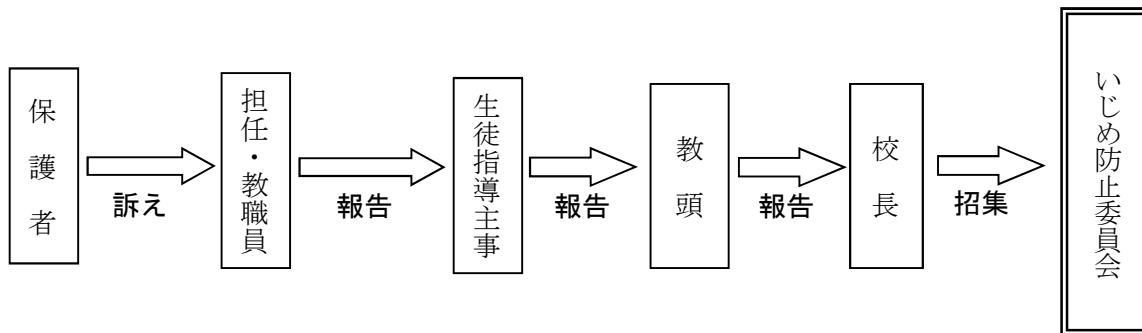 保護者
訴え
担任・教職員
報告
生徒指導主事
報告
教頭
報告
校長
招集
いじめ防止委員会